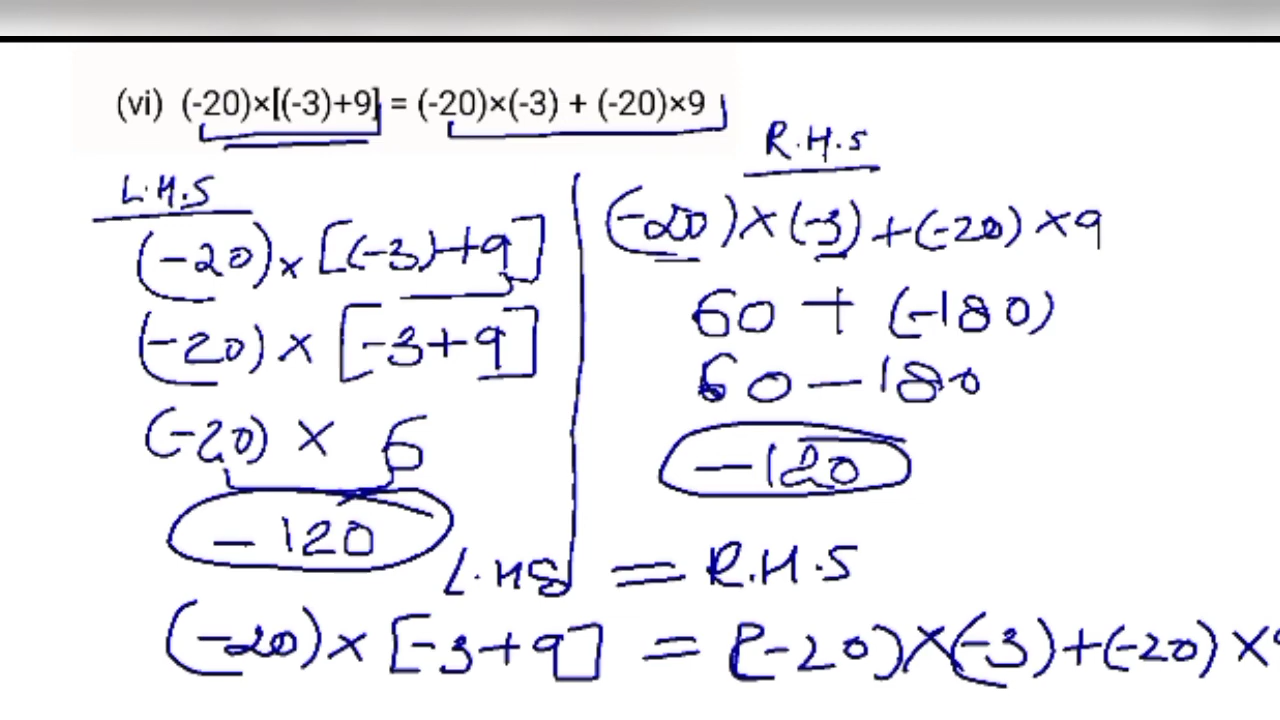 (vi) (-20)×[(-3)+9] = (-20)×(-3) + (-20)×9
L.H.S
(-20)×[(-3)+9]
(-20)×[-3+9]
(-20)×6
-120
R.H.S
(-20)×(-3)+(-20)×9
60+(-180)
60-180
-120
L.HS = R.H.S
(-20)×[-3+9] = (-20)×(-3)+(-20)×